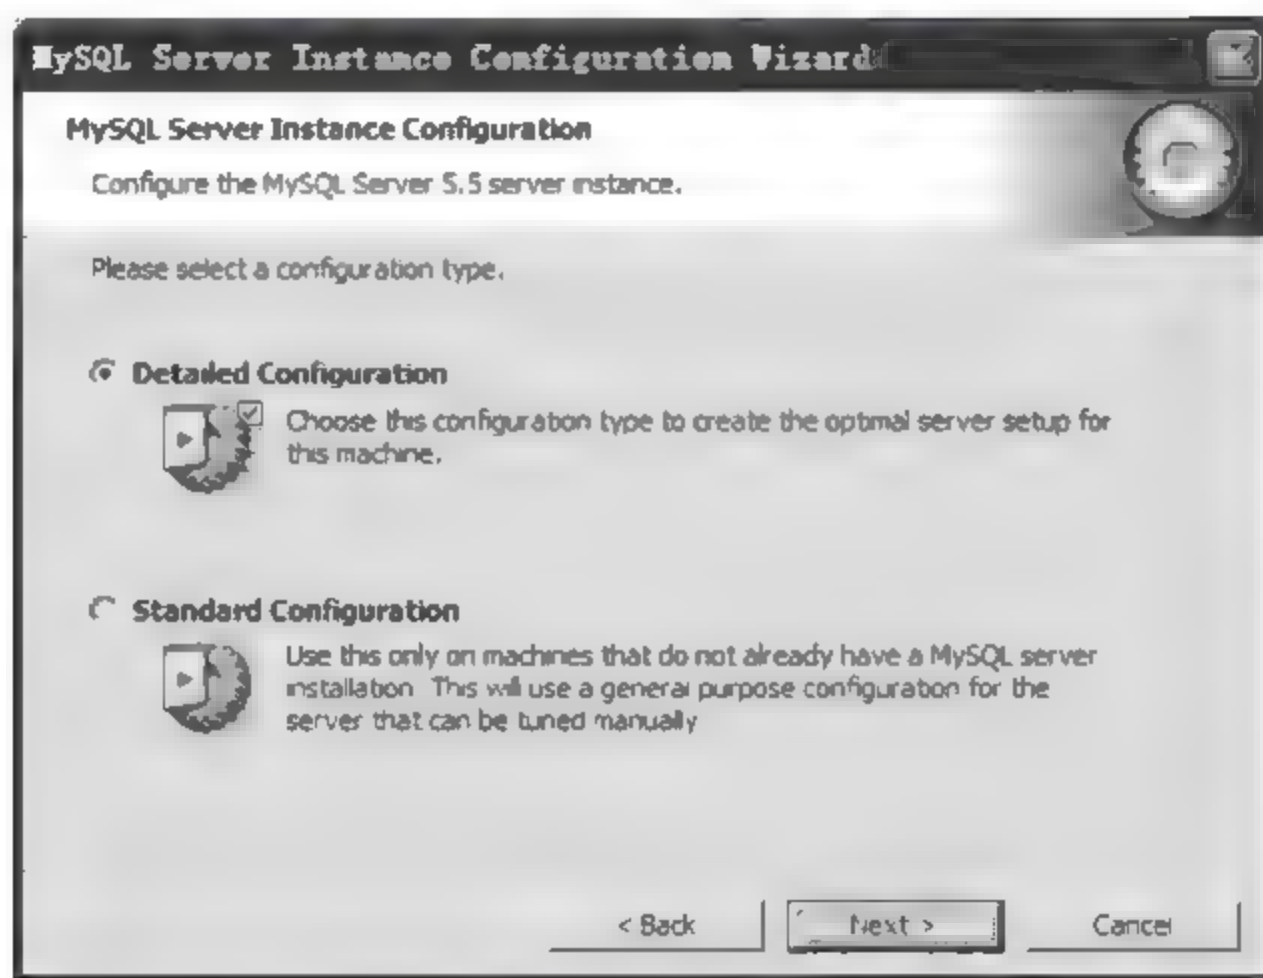 MySQL Server Instance Configuration Wizard
MySQL Server Instance Configuration
Configure the MySQL Server 5.5 server instance.
Please select a configuration type.
Detailed Configuration
Choose this configuration type to create the optimal server setup for
this machine.
Standard Configuration
Use this only on machines that do not already have a MySQL server
installation. This will use a general purpose configuration for the
server that can be tuned manually
< Back
Next >
Cancel